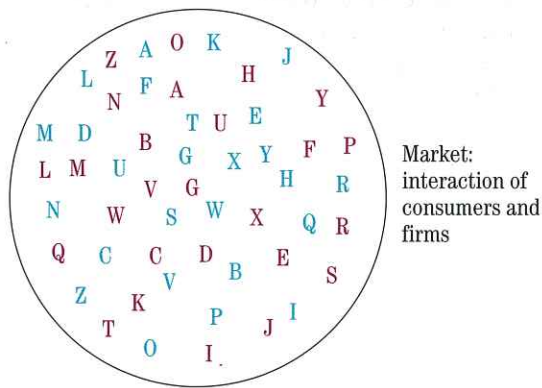 Z A O K J
L F A H
N Y
T U E
M D B F P
G X Y
L M U H R
V G
N W S W X Q R
Q C C D E
V B S
Z K
T P J I
O I
Market:
interaction of
consumers and
firms